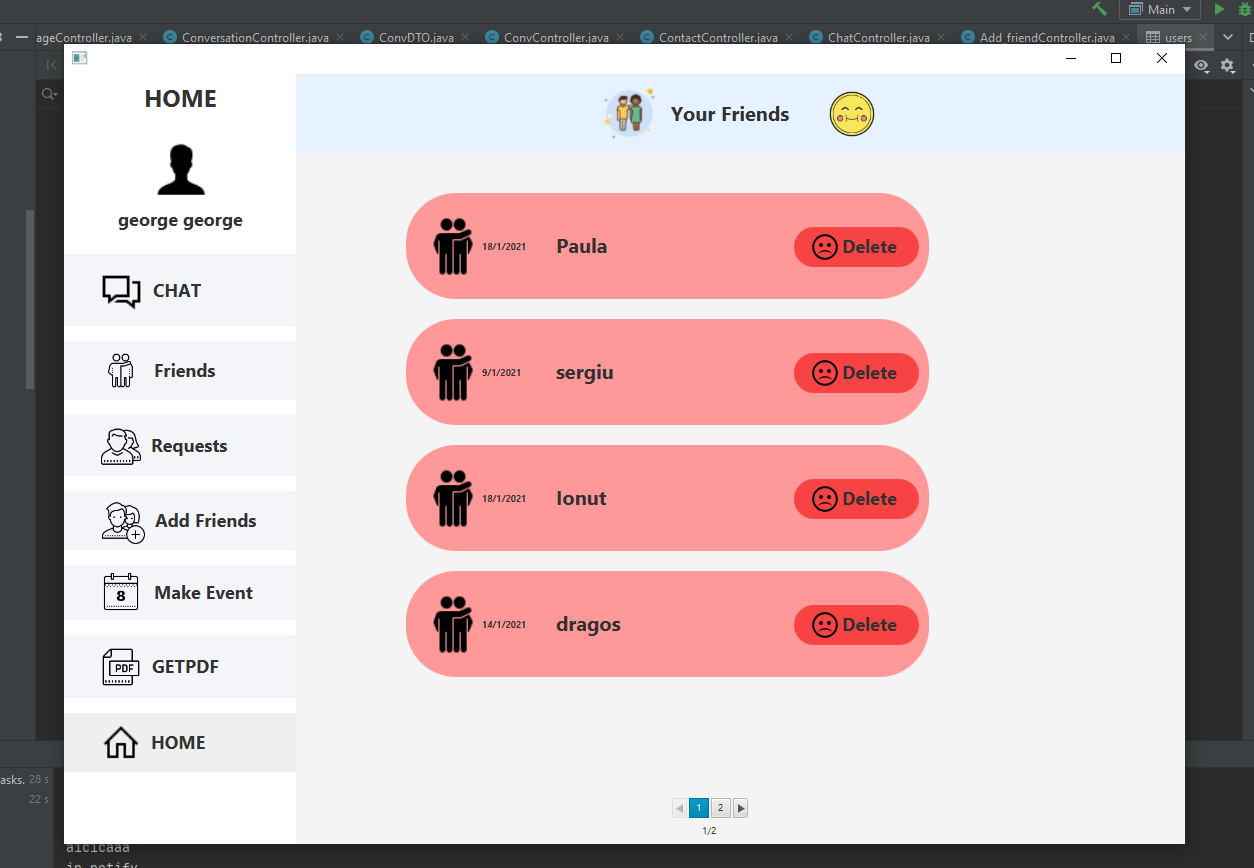 Main
ageController.java ConversationController.java ConvDTO.java ConvController.java ContactController.java ChatController.java Add_friendController.java users
HOME
george george
CHAT
Friends
Requests
Add Friends
8
Make Event
PDF
GETPDF
HOME
Your Friends
18/1/2021 Paula Delete
9/1/2021 sergiu Delete
18/1/2021 Ionut Delete
14/1/2021 dragos Delete
1 2
1/2
asks. 28 s
22 s
in notify